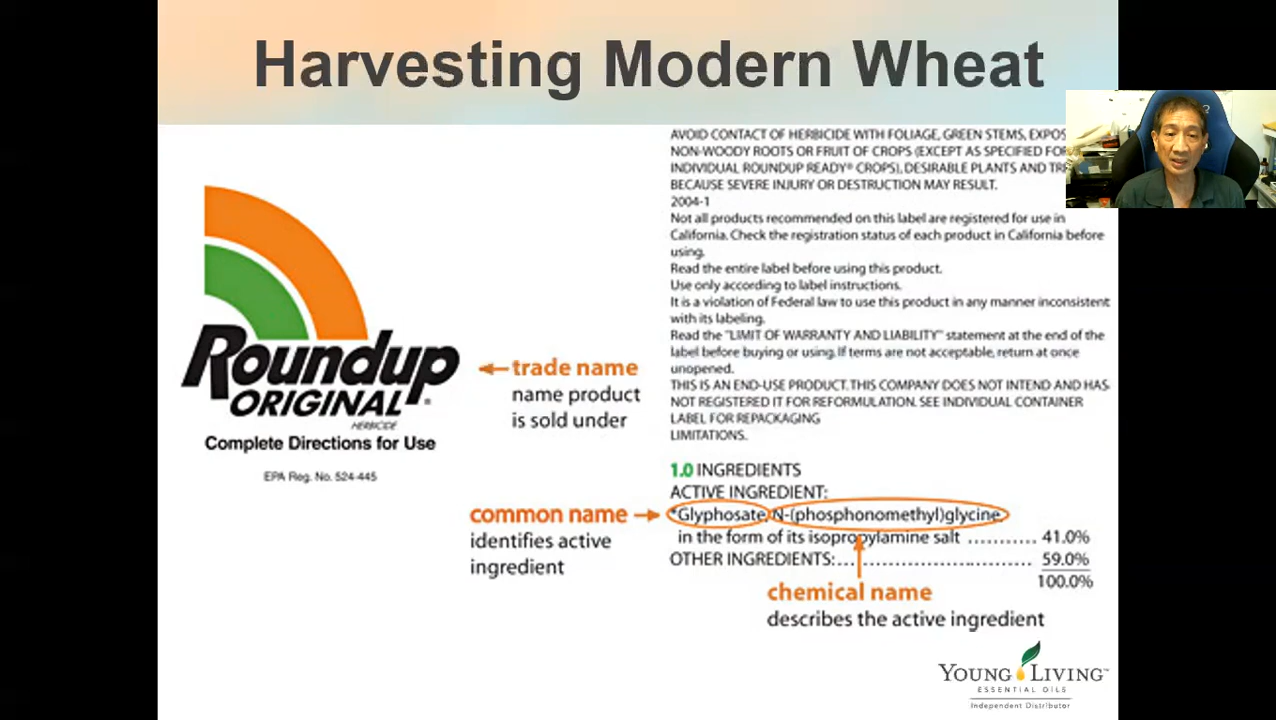 Harvesting Modern Wheat
AVOID CONTACT OF HERBICIDE WITH FOLIAGE, GREEN STEMS,
NON-WOODY ROOTS OR FRUIT OF CROPS (EXCEPT AS SPECIFIED
INDIVIDUAL ROUNDUP READY® CROPS), DESIRABLE PLANTS AND
BECAUSE SEVERE INJURY OR DESTRUCTION MAY RESULT.
2004-1
Not all products recommended on this label are registered for use in
California. Check the registration status of each product in California before
using.
Read the entire label before using this product.
Use only according to label instructions.
It is a violation of Federal law to use this product in any manner inconsistent
with its labeling.
Read the "LIMIT OF WARRANTY AND LIABILITY" statement at the end of the
label before buying or using. If terms are not acceptable, return at once
unopened.
THIS IS AN END-USE PRODUCT. THIS COMPANY DOES NOT INTEND AND HAS
NOT REGISTERED IT FOR REFORMULATION. SEE INDIVIDUAL CONTAINER
LABEL FOR REPACKAGING
LIMITATIONS.
Roundup
ORIGINAL®
HERBICIDE
Complete Directions for Use
EPA Reg. No. 524-445
trade name
name product
is sold under
1.0 INGREDIENTS
ACTIVE INGREDIENT:
*Glyphosate, N-(phosphonomethyl)glycine,
in the form of its isopropylamine salt ........... 41.0%
OTHER INGREDIENTS:............................... 59.0%
100.0%
common name
identifies active
ingredient
chemical name
describes the active ingredient
YOUNG LIVING™
ESSENTIAL OILS
Independent Distributor